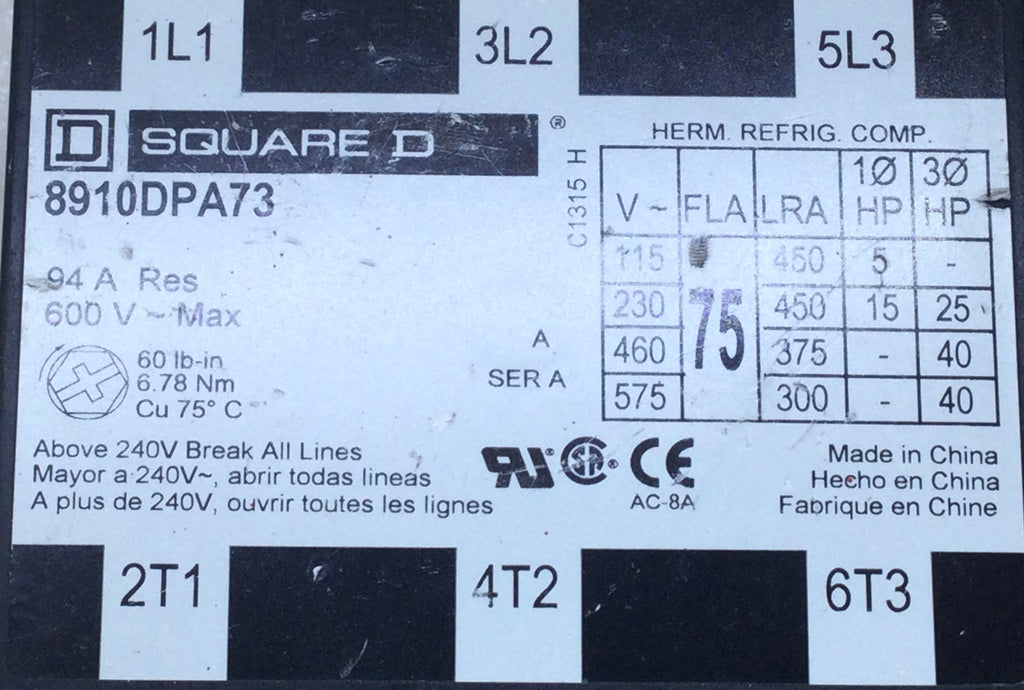 1L1 3L2 5L3
D SQUARE D ®
8910DPA73
94 A Res
600 V ~ Max
60 lb-in
6.78 Nm
Cu 75° C
A
SER A
C1315 H
HERM. REFRIG. COMP.
V ~ FLA LRA 1Ø HP 3Ø HP
115 75 450 5 -
230 450 15 25
460 375 - 40
575 300 - 40
Above 240V Break All Lines
Mayor a 240V~, abrir todas lineas
A plus de 240V, ouvrir toutes les lignes
RU ® SA ® CE
AC-8A
Made in China
Hecho en China
Fabrique en Chine
2T1 4T2 6T3